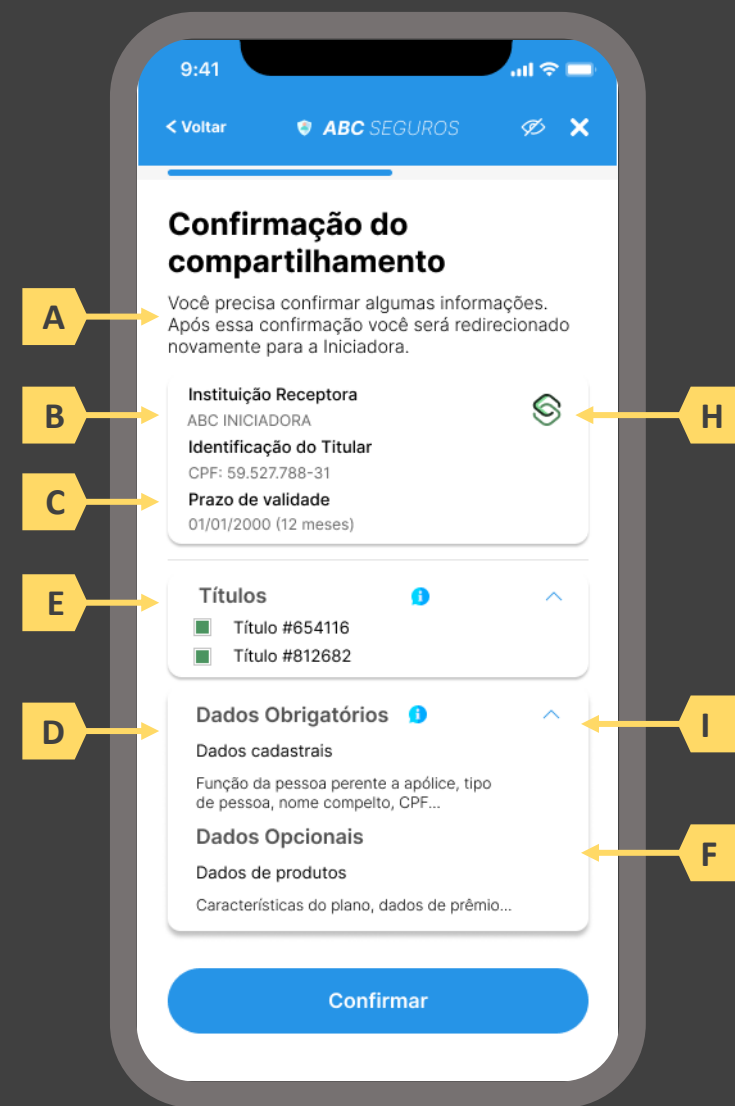 9:41
< Voltar
ABC SEGUROS
Confirmação do
compartilhamento
A
Você precisa confirmar algumas informações.
Após essa confirmação você será redirecionado
novamente para a Iniciadora.
B
Instituição Receptora
ABC INICIADORA
H
Identificação do Titular
CPF: 59.527.788-31
C
Prazo de validade
01/01/2000 (12 meses)
E
Títulos
Título #654116
Título #812682
D
Dados Obrigatórios
I
Dados cadastrais
Função da pessoa perente a apólice, tipo
de pessoa, nome compelto, CPF...
Dados Opcionais
F
Dados de produtos
Características do plano, dados de prêmio...
Confirmar